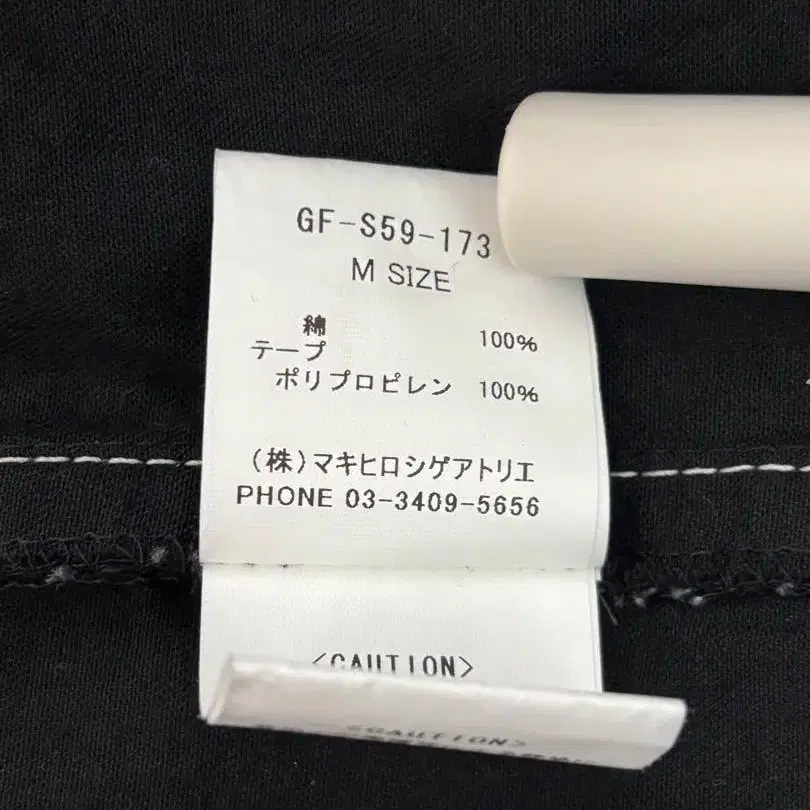 GF-S59-173
M SIZE
綿 100%
テープ
ポリプロピレン 100%
(株)マキヒロシゲアトリエ
PHONE 03-3409-5656
<CAUTION>
<CAUTION>